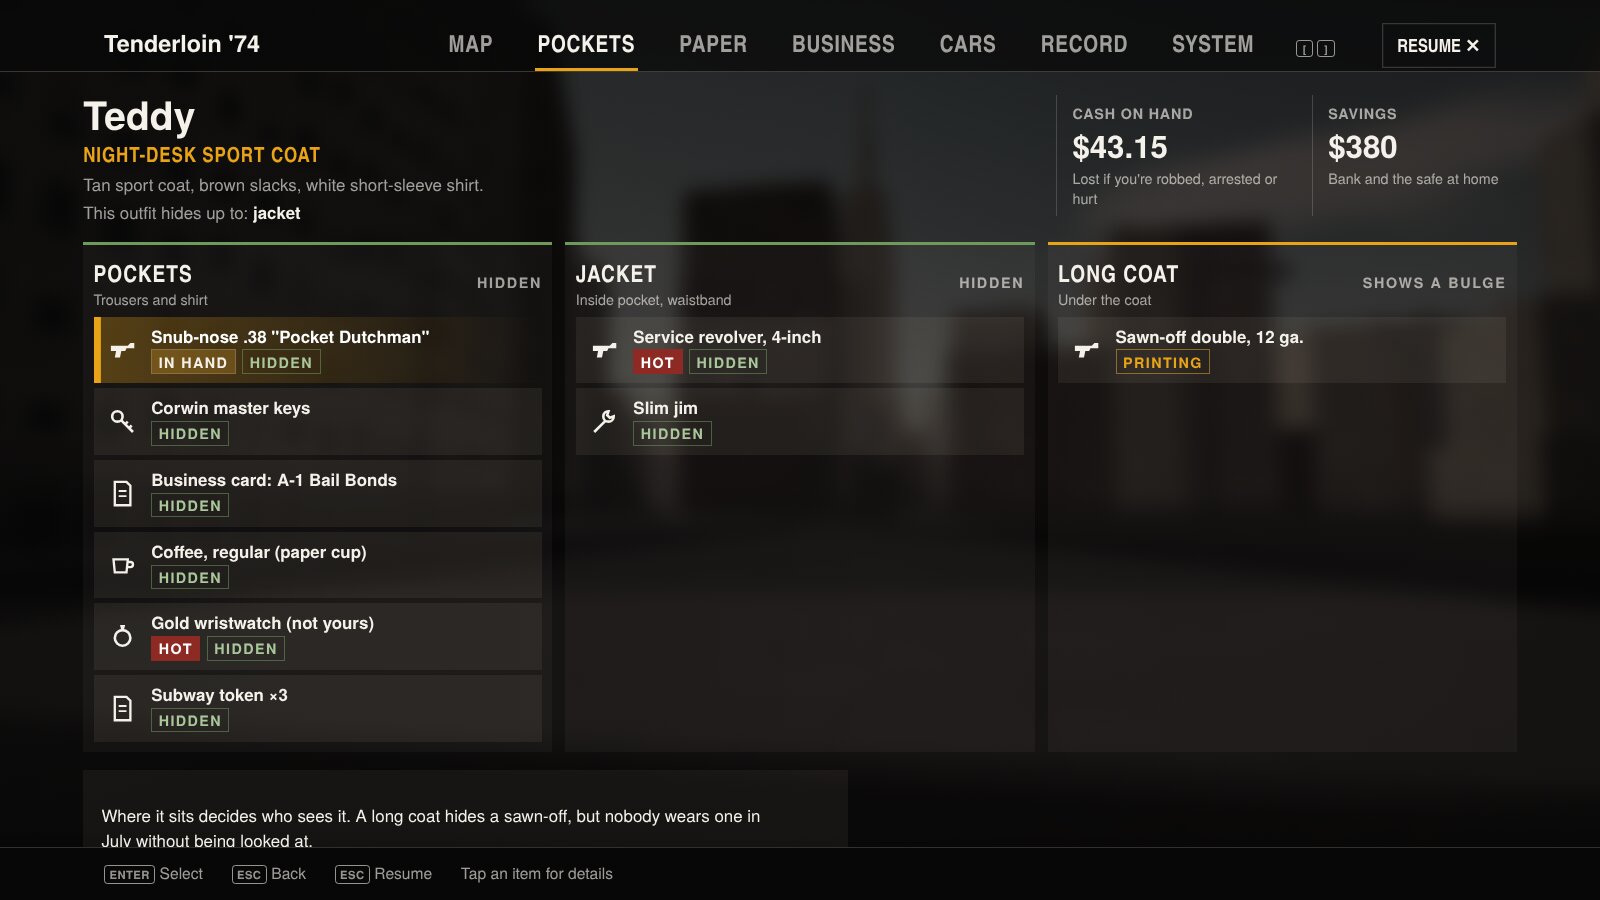 Tenderloin '74
MAP
POCKETS
PAPER
BUSINESS
CARS
RECORD
SYSTEM
[ ]
RESUME ✕
Teddy
NIGHT-DESK SPORT COAT
Tan sport coat, brown slacks, white short-sleeve shirt.
This outfit hides up to: jacket
CASH ON HAND
$43.15
Lost if you're robbed, arrested or
hurt
SAVINGS
$380
Bank and the safe at home
POCKETS
HIDDEN
Trousers and shirt
Snub-nose .38 "Pocket Dutchman"
IN HAND HIDDEN
Corwin master keys
HIDDEN
Business card: A-1 Bail Bonds
HIDDEN
Coffee, regular (paper cup)
HIDDEN
Gold wristwatch (not yours)
HOT HIDDEN
Subway token ×3
HIDDEN
JACKET
HIDDEN
Inside pocket, waistband
Service revolver, 4-inch
HOT HIDDEN
Slim jim
HIDDEN
LONG COAT
SHOWS A BULGE
Under the coat
Sawn-off double, 12 ga.
PRINTING
Where it sits decides who sees it. A long coat hides a sawn-off, but nobody wears one in
July without being looked at.
ENTER Select
ESC Back
ESC Resume
Tap an item for details